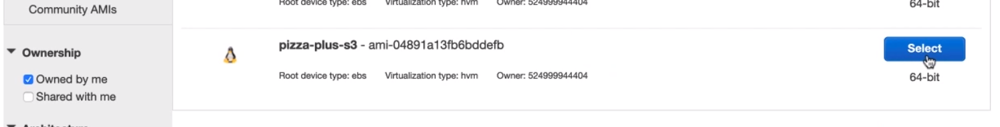 Community AMIs
Root device type: ebs Virtualization type: hvm Owner: 524999944404
64-bit
pizza-plus-s3 - ami-04891a13fb6bddefb
Select
Ownership
Root device type: ebs Virtualization type: hvm Owner: 524999944404
64-bit
Owned by me
Shared with me
Architecture